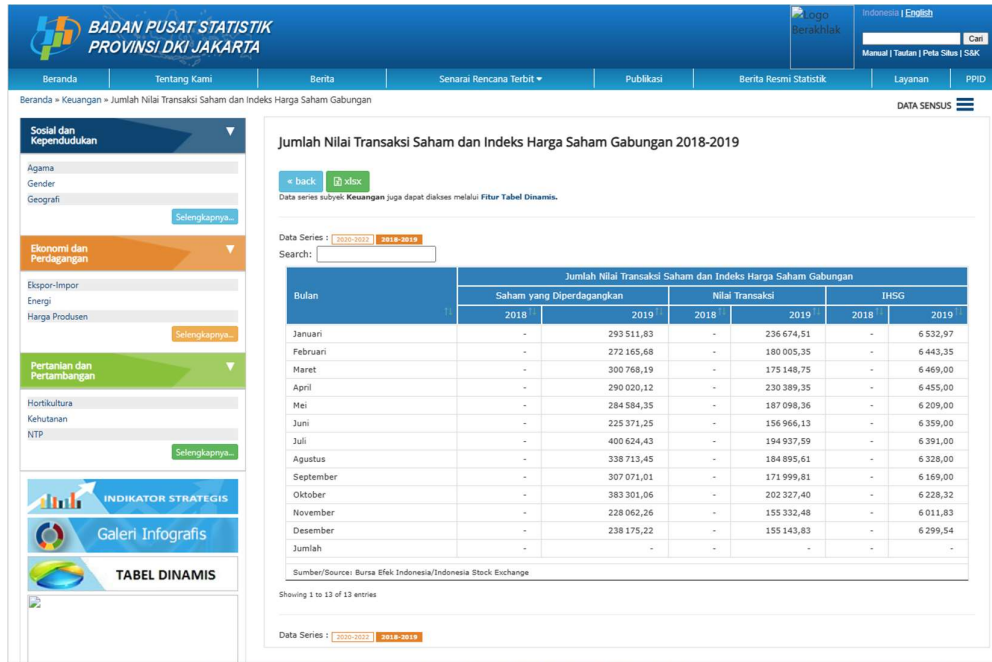 BADAN PUSAT STATISTIK
PROVINSI DKI JAKARTA
Logo Berakhlak
Indonesia | English
Cari
Manual | Tautan | Peta Situs | S&K
Beranda Tentang Kami Berita Senarai Rencana Terbit Publikasi Berita Resmi Statistik Layanan PPID
Beranda » Keuangan » Jumlah Nilai Transaksi Saham dan Indeks Harga Saham Gabungan
DATA SENSUS
Sosial dan
Kependudukan
Agama
Gender
Geografi
Selengkapnya...
Ekonomi dan
Perdagangan
Ekspor-Impor
Energi
Harga Produsen
Selengkapnya...
Pertanian dan
Pertambangan
Hortikultura
Kehutanan
NTP
Selengkapnya...
INDIKATOR STRATEGIS
Galeri Infografis
TABEL DINAMIS
Jumlah Nilai Transaksi Saham dan Indeks Harga Saham Gabungan 2018-2019
« back xlsx
Data series subyek Keuangan juga dapat diakses melalui Fitur Tabel Dinamis.
Data Series : 2020-2022 2018-2019
Search:
Bulan
Jumlah Nilai Transaksi Saham dan Indeks Harga Saham Gabungan
Saham yang Diperdagangkan Nilai Transaksi IHSG
2018 2019 2018 2019 2018 2019
Januari - 293 511,83 - 236 674,51 - 6 532,97
Februari - 272 165,68 - 180 005,35 - 6 443,35
Maret - 300 768,19 - 175 148,75 - 6 469,00
April - 290 020,12 - 230 389,35 - 6 455,00
Mei - 284 584,35 - 187 098,36 - 6 209,00
Juni - 225 371,25 - 156 966,13 - 6 359,00
Juli - 400 624,43 - 194 937,59 - 6 391,00
Agustus - 338 713,45 - 184 895,61 - 6 328,00
September - 307 071,01 - 171 999,81 - 6 169,00
Oktober - 383 301,06 - 202 327,40 - 6 228,32
November - 228 062,26 - 155 332,48 - 6 011,83
Desember - 238 175,22 - 155 143,83 - 6 299,54
Jumlah - - - - - -
Sumber/Source: Bursa Efek Indonesia/Indonesia Stock Exchange
Showing 1 to 13 of 13 entries
Data Series : 2020-2022 2018-2019